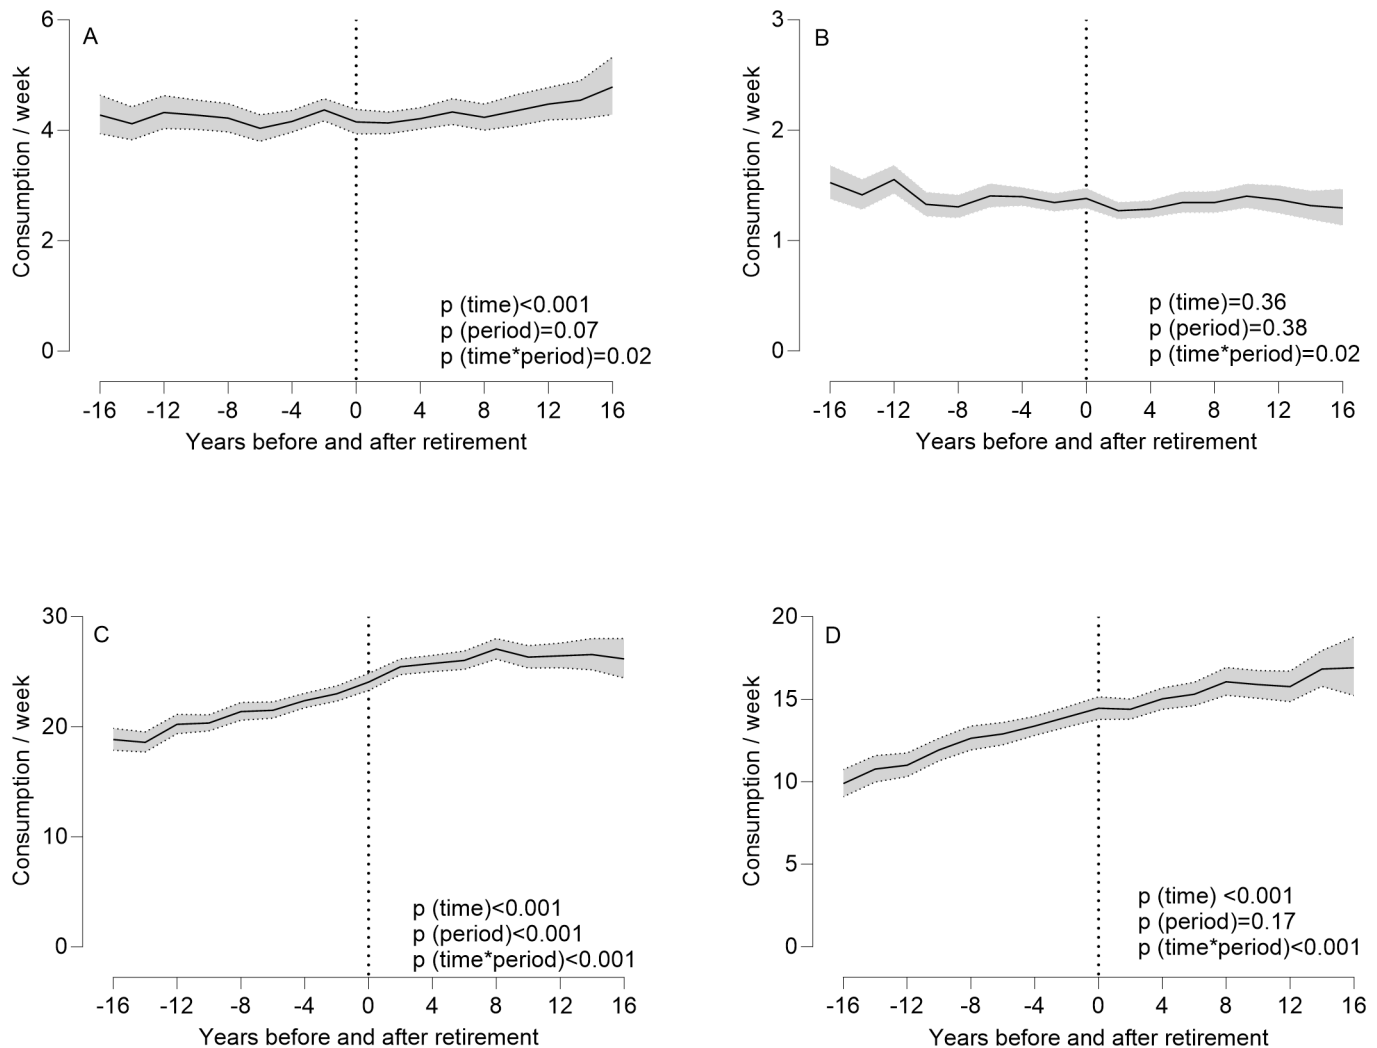 A
Consumption / week
6
4
2
0
p (time)<0.001
p (period)=0.07
p (time*period)=0.02
-16 -12 -8 -4 0 4 8 12 16
Years before and after retirement
B
Consumption / week
3
2
1
0
p (time)=0.36
p (period)=0.38
p (time*period)=0.02
-16 -12 -8 -4 0 4 8 12 16
Years before and after retirement
C
Consumption / week
30
20
10
0
p (time)<0.001
p (period)<0.001
p (time*period)<0.001
-16 -12 -8 -4 0 4 8 12 16
Years before and after retirement
D
Consumption / week
20
15
10
5
0
p (time) <0.001
p (period)=0.17
p (time*period)<0.001
-16 -12 -8 -4 0 4 8 12 16
Years before and after retirement